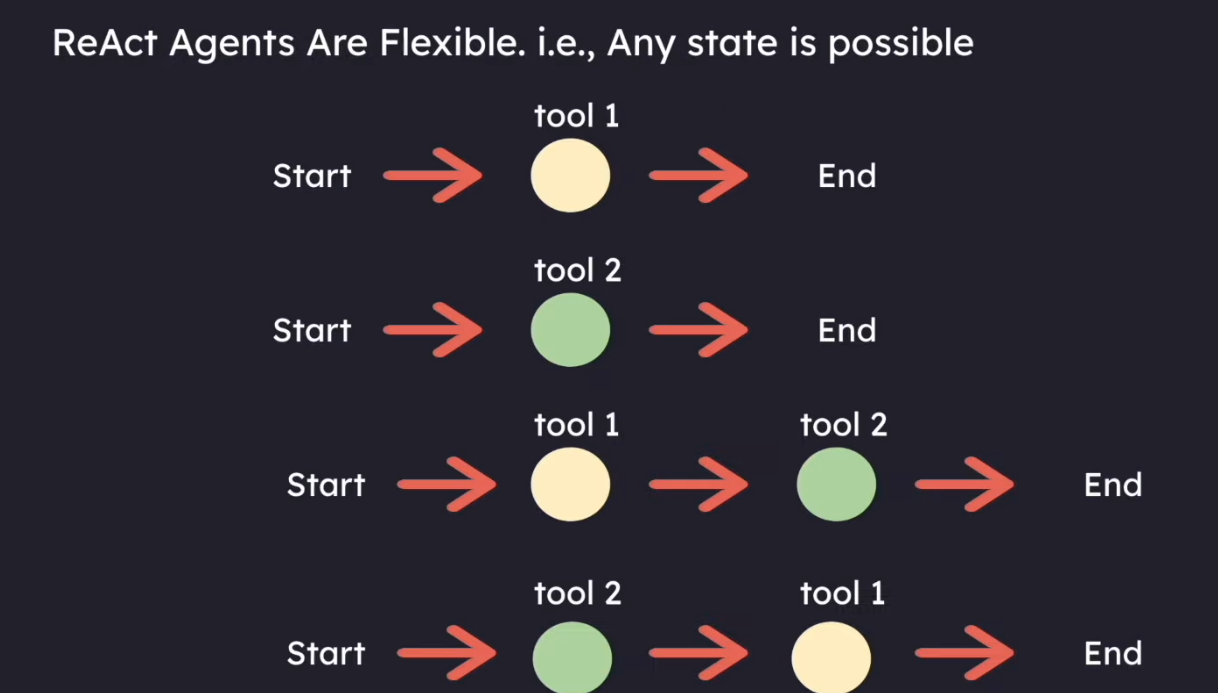 ReAct Agents Are Flexible. i.e., Any state is possible
tool 1
Start End
tool 2
Start End
tool 1 tool 2
Start End
tool 2 tool 1
Start End